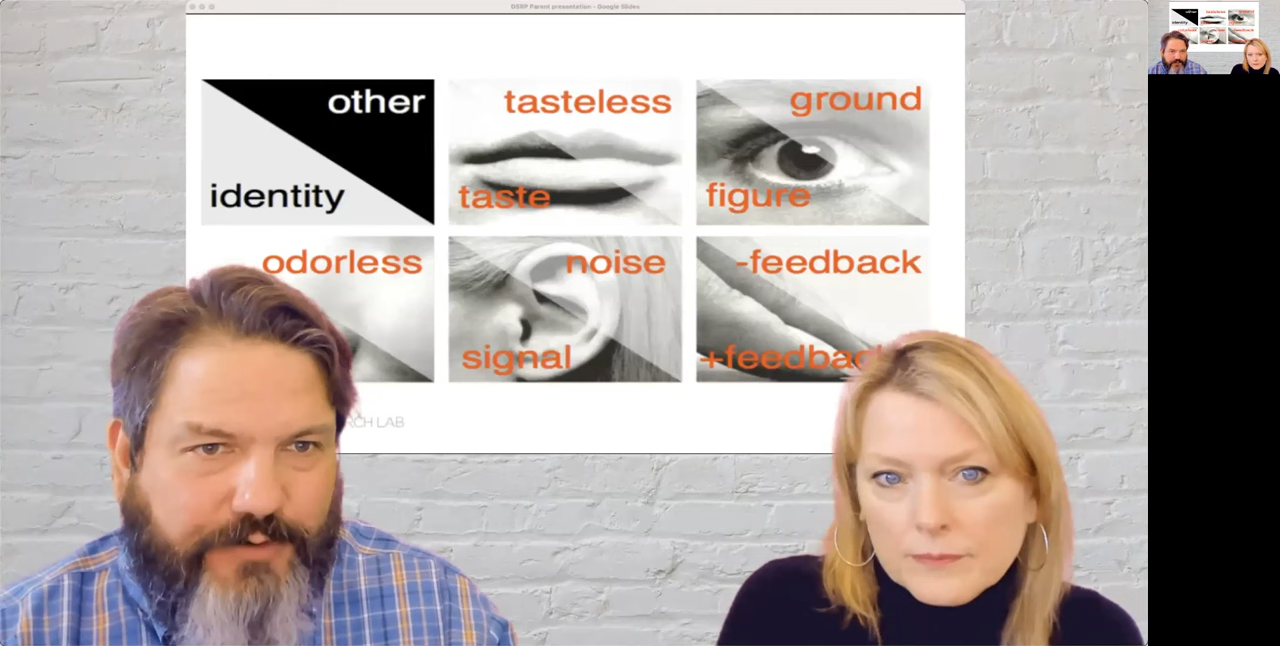 DSRP Parent presentation - Google Slides
other
identity
tasteless
taste
ground
figure
odorless
noise
signal
-feedback
+feedbac
RCH LAB